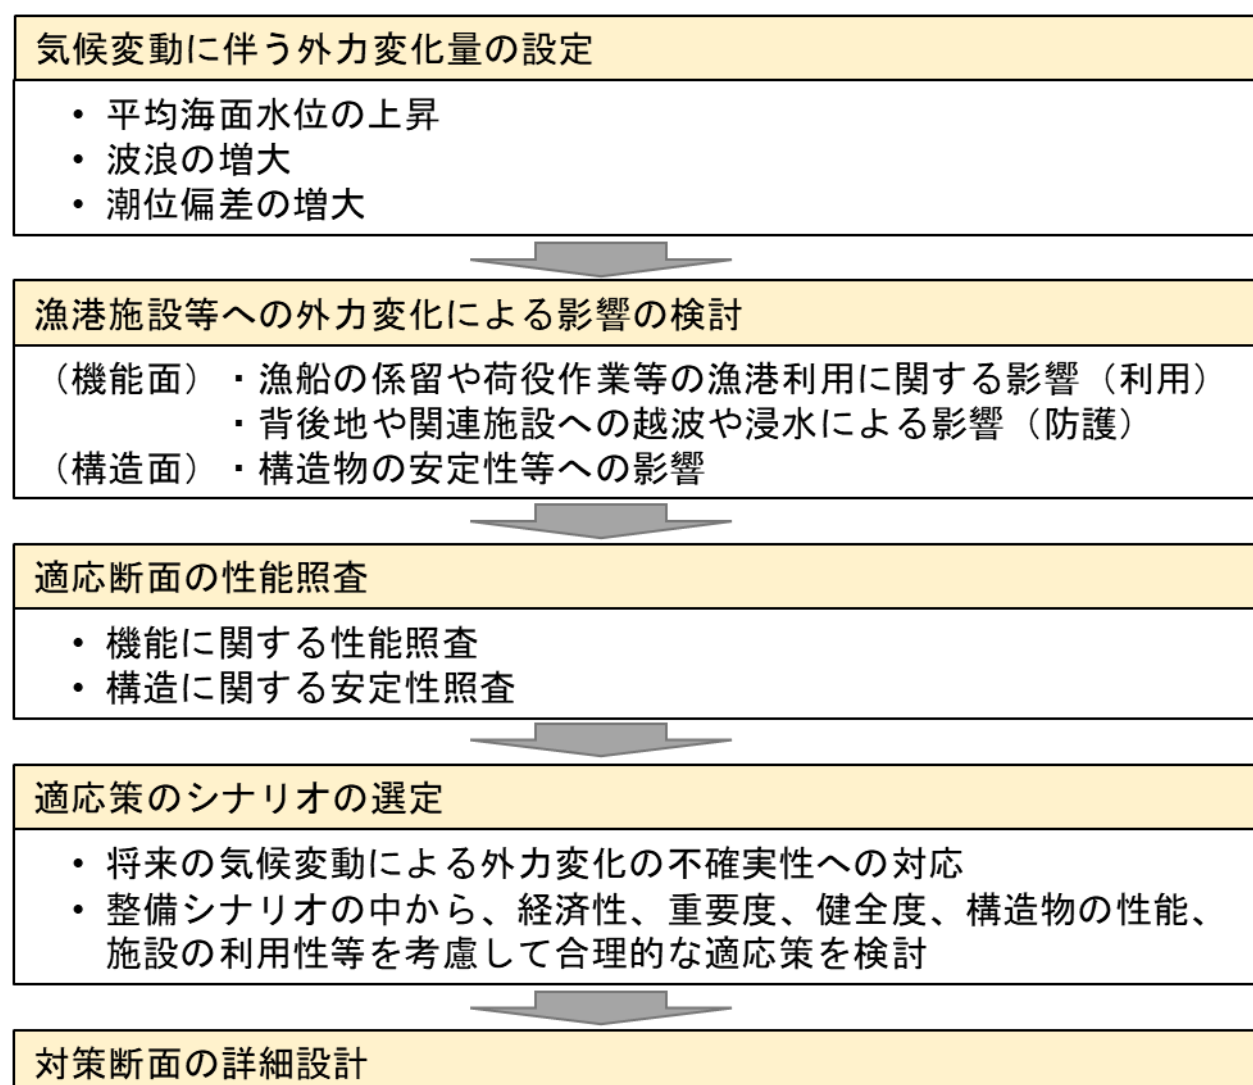 気候変動に伴う外力変化量の設定
• 平均海面水位の上昇
• 波浪の増大
• 潮位偏差の増大
漁港施設等への外力変化による影響の検討
（機能面）・漁船の係留や荷役作業等の漁港利用に関する影響（利用）
・背後地や関連施設への越波や浸水による影響（防護）
（構造面）・構造物の安定性等への影響
適応断面の性能照査
• 機能に関する性能照査
• 構造に関する安定性照査
適応策のシナリオの選定
• 将来の気候変動による外力変化の不確実性への対応
• 整備シナリオの中から、経済性、重要度、健全度、構造物の性能、
施設の利用性等を考慮して合理的な適応策を検討
対策断面の詳細設計